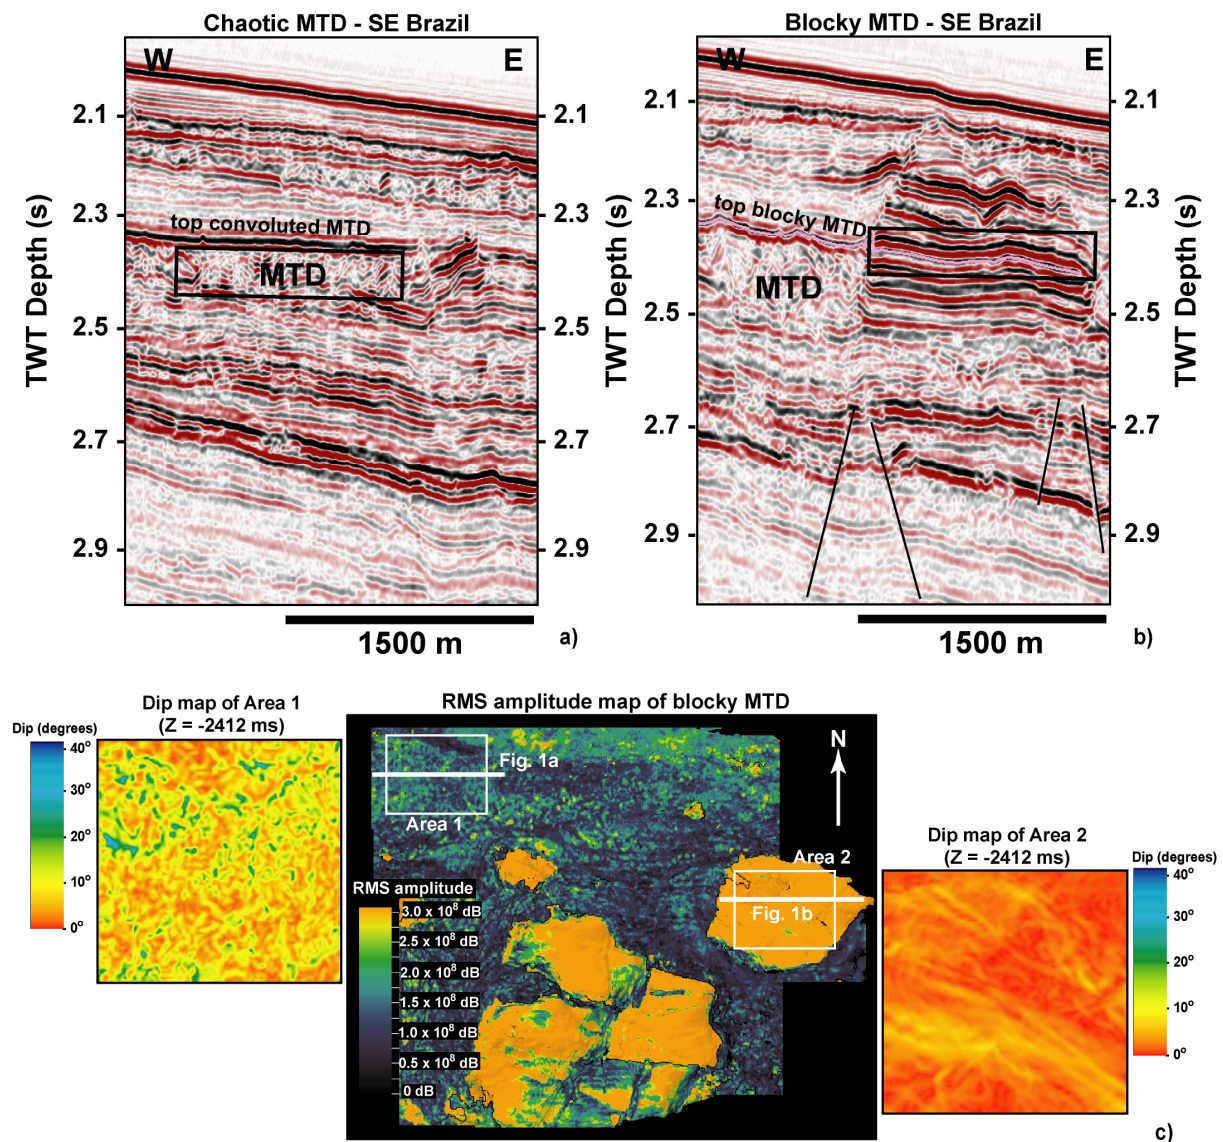 Chaotic MTD - SE Brazil
W
E
2.1
2.3
2.5
2.7
2.9
TWT Depth (s)
top convoluted MTD
MTD
2.1
2.3
2.5
2.7
2.9
TWT Depth (s)
1500 m
a)
Blocky MTD - SE Brazil
W
E
2.1
2.3
2.5
2.7
2.9
top blocky MTD
MTD
2.1
2.3
2.5
2.7
2.9
TWT Depth (s)
1500 m
b)
Dip map of Area 1
(Z = -2412 ms)
Dip (degrees)
40°
30°
20°
10°
0°
RMS amplitude map of blocky MTD
Fig. 1a
Area 1
N
Area 2
Fig. 1b
RMS amplitude
3.0 x 10⁸ dB
2.5 x 10⁸ dB
2.0 x 10⁸ dB
1.5 x 10⁸ dB
1.0 x 10⁸ dB
0.5 x 10⁸ dB
0 dB
Dip map of Area 2
(Z = -2412 ms)
Dip (degrees)
40°
30°
20°
10°
0°
c)